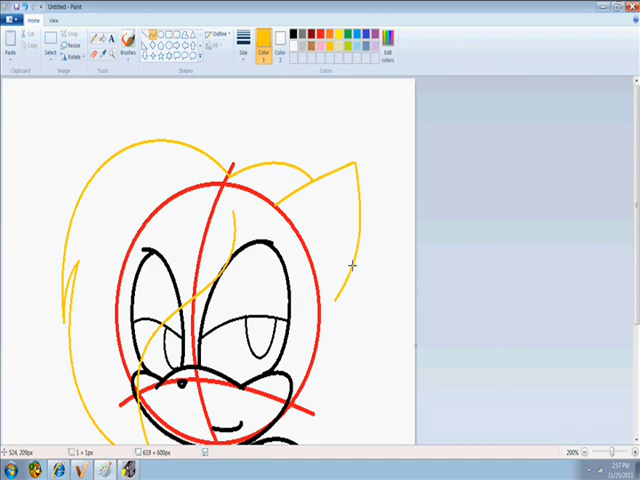 Untitled - Paint
Home
View
Paste
Cut
Copy
Clipboard
Select
Crop
Resize
Rotate
Image
Tools
Brushes
Shapes
Outline
Fill
Size
Color 1
Color 2
Edit colors
Colors
524, 209px
1 × 1px
619 × 600px
200%
2:57 PM
11/25/2011